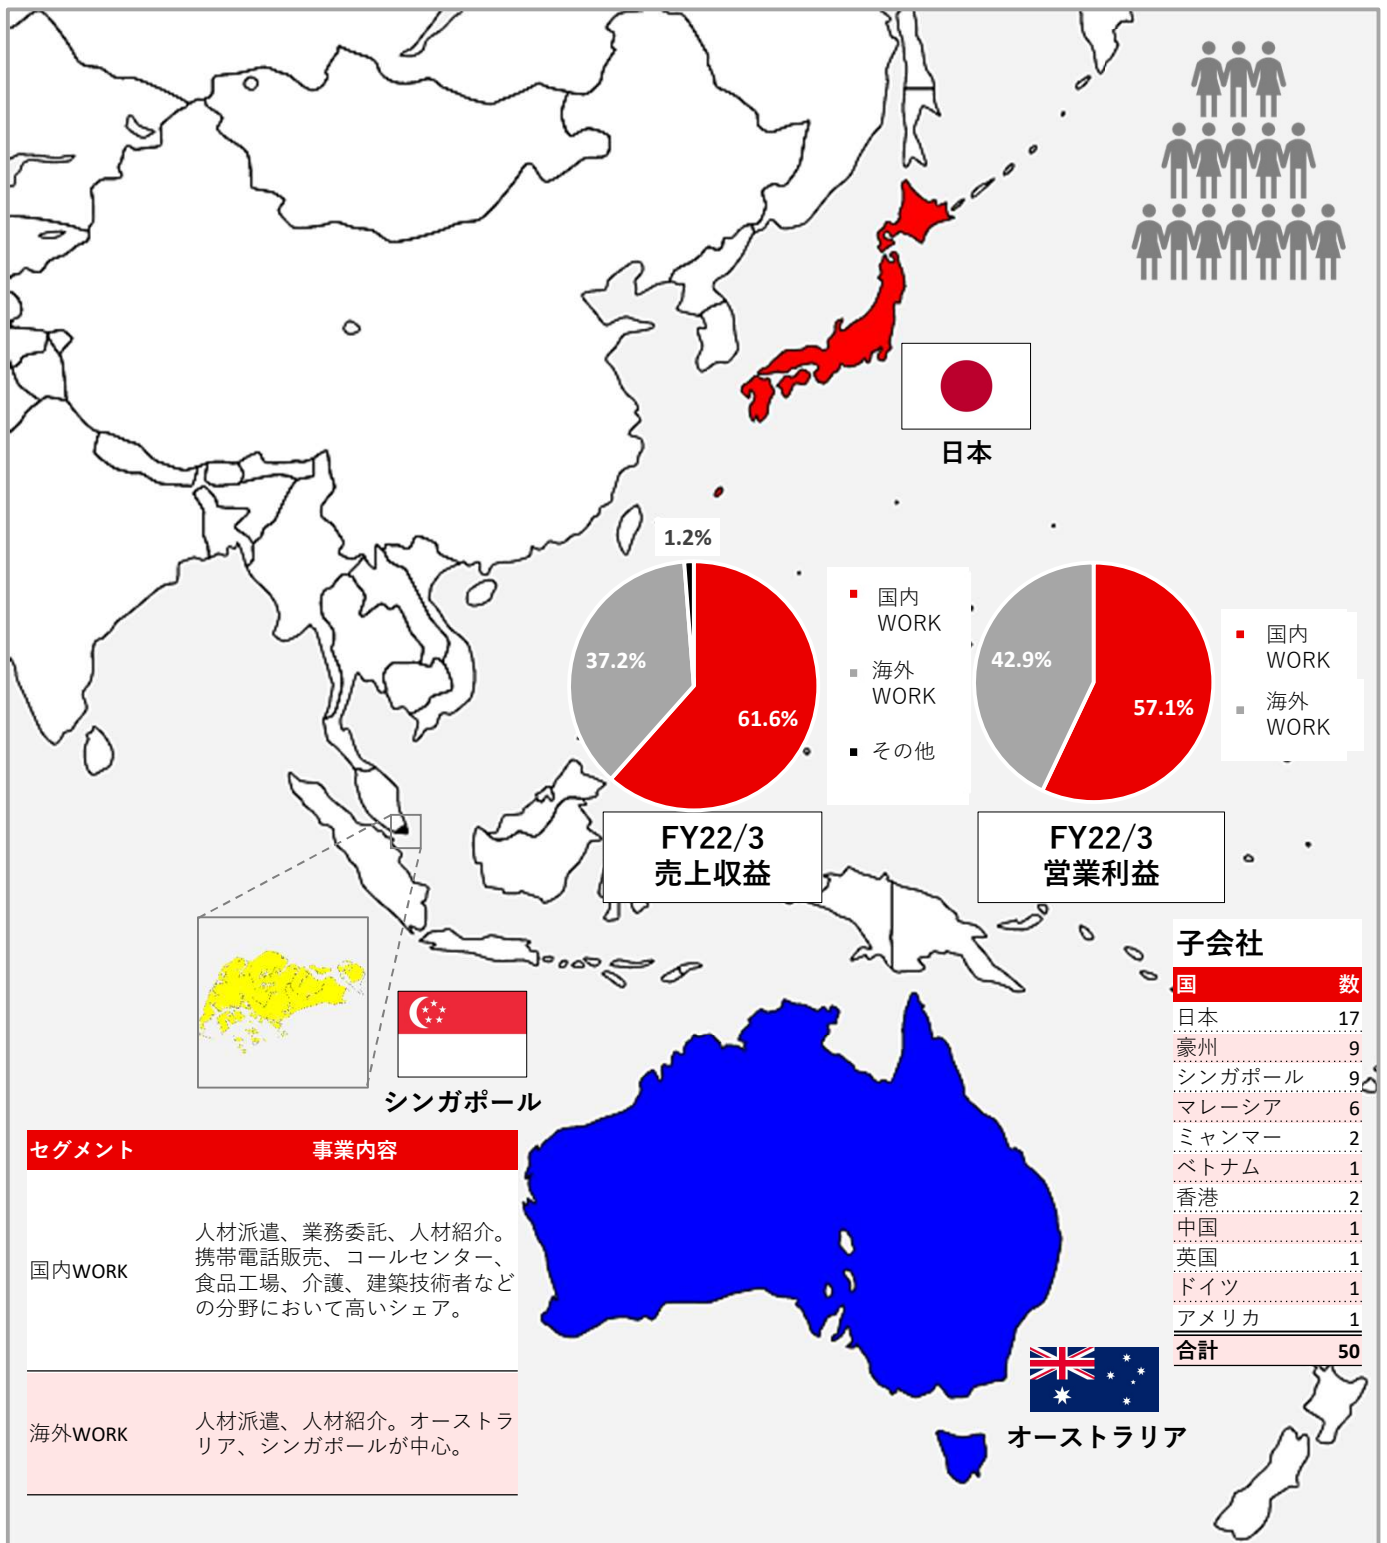 日本
1.2%
37.2%
61.6%
国内
WORK
海外
WORK
その他
42.9%
57.1%
国内
WORK
海外
WORK
FY22/3
売上収益
FY22/3
営業利益
シンガポール
セグメント 事業内容
国内WORK
人材派遣、業務委託、人材紹介。
携帯電話販売、コールセンター、
食品工場、介護、建築技術者など
の分野において高いシェア。
海外WORK
人材派遣、人材紹介。オーストラ
リア、シンガポールが中心。
子会社
国 数
日本 17
豪州 9
シンガポール 9
マレーシア 6
ミャンマー 2
ベトナム 1
香港 2
中国 1
英国 1
ドイツ 1
アメリカ 1
合計 50
オーストラリア